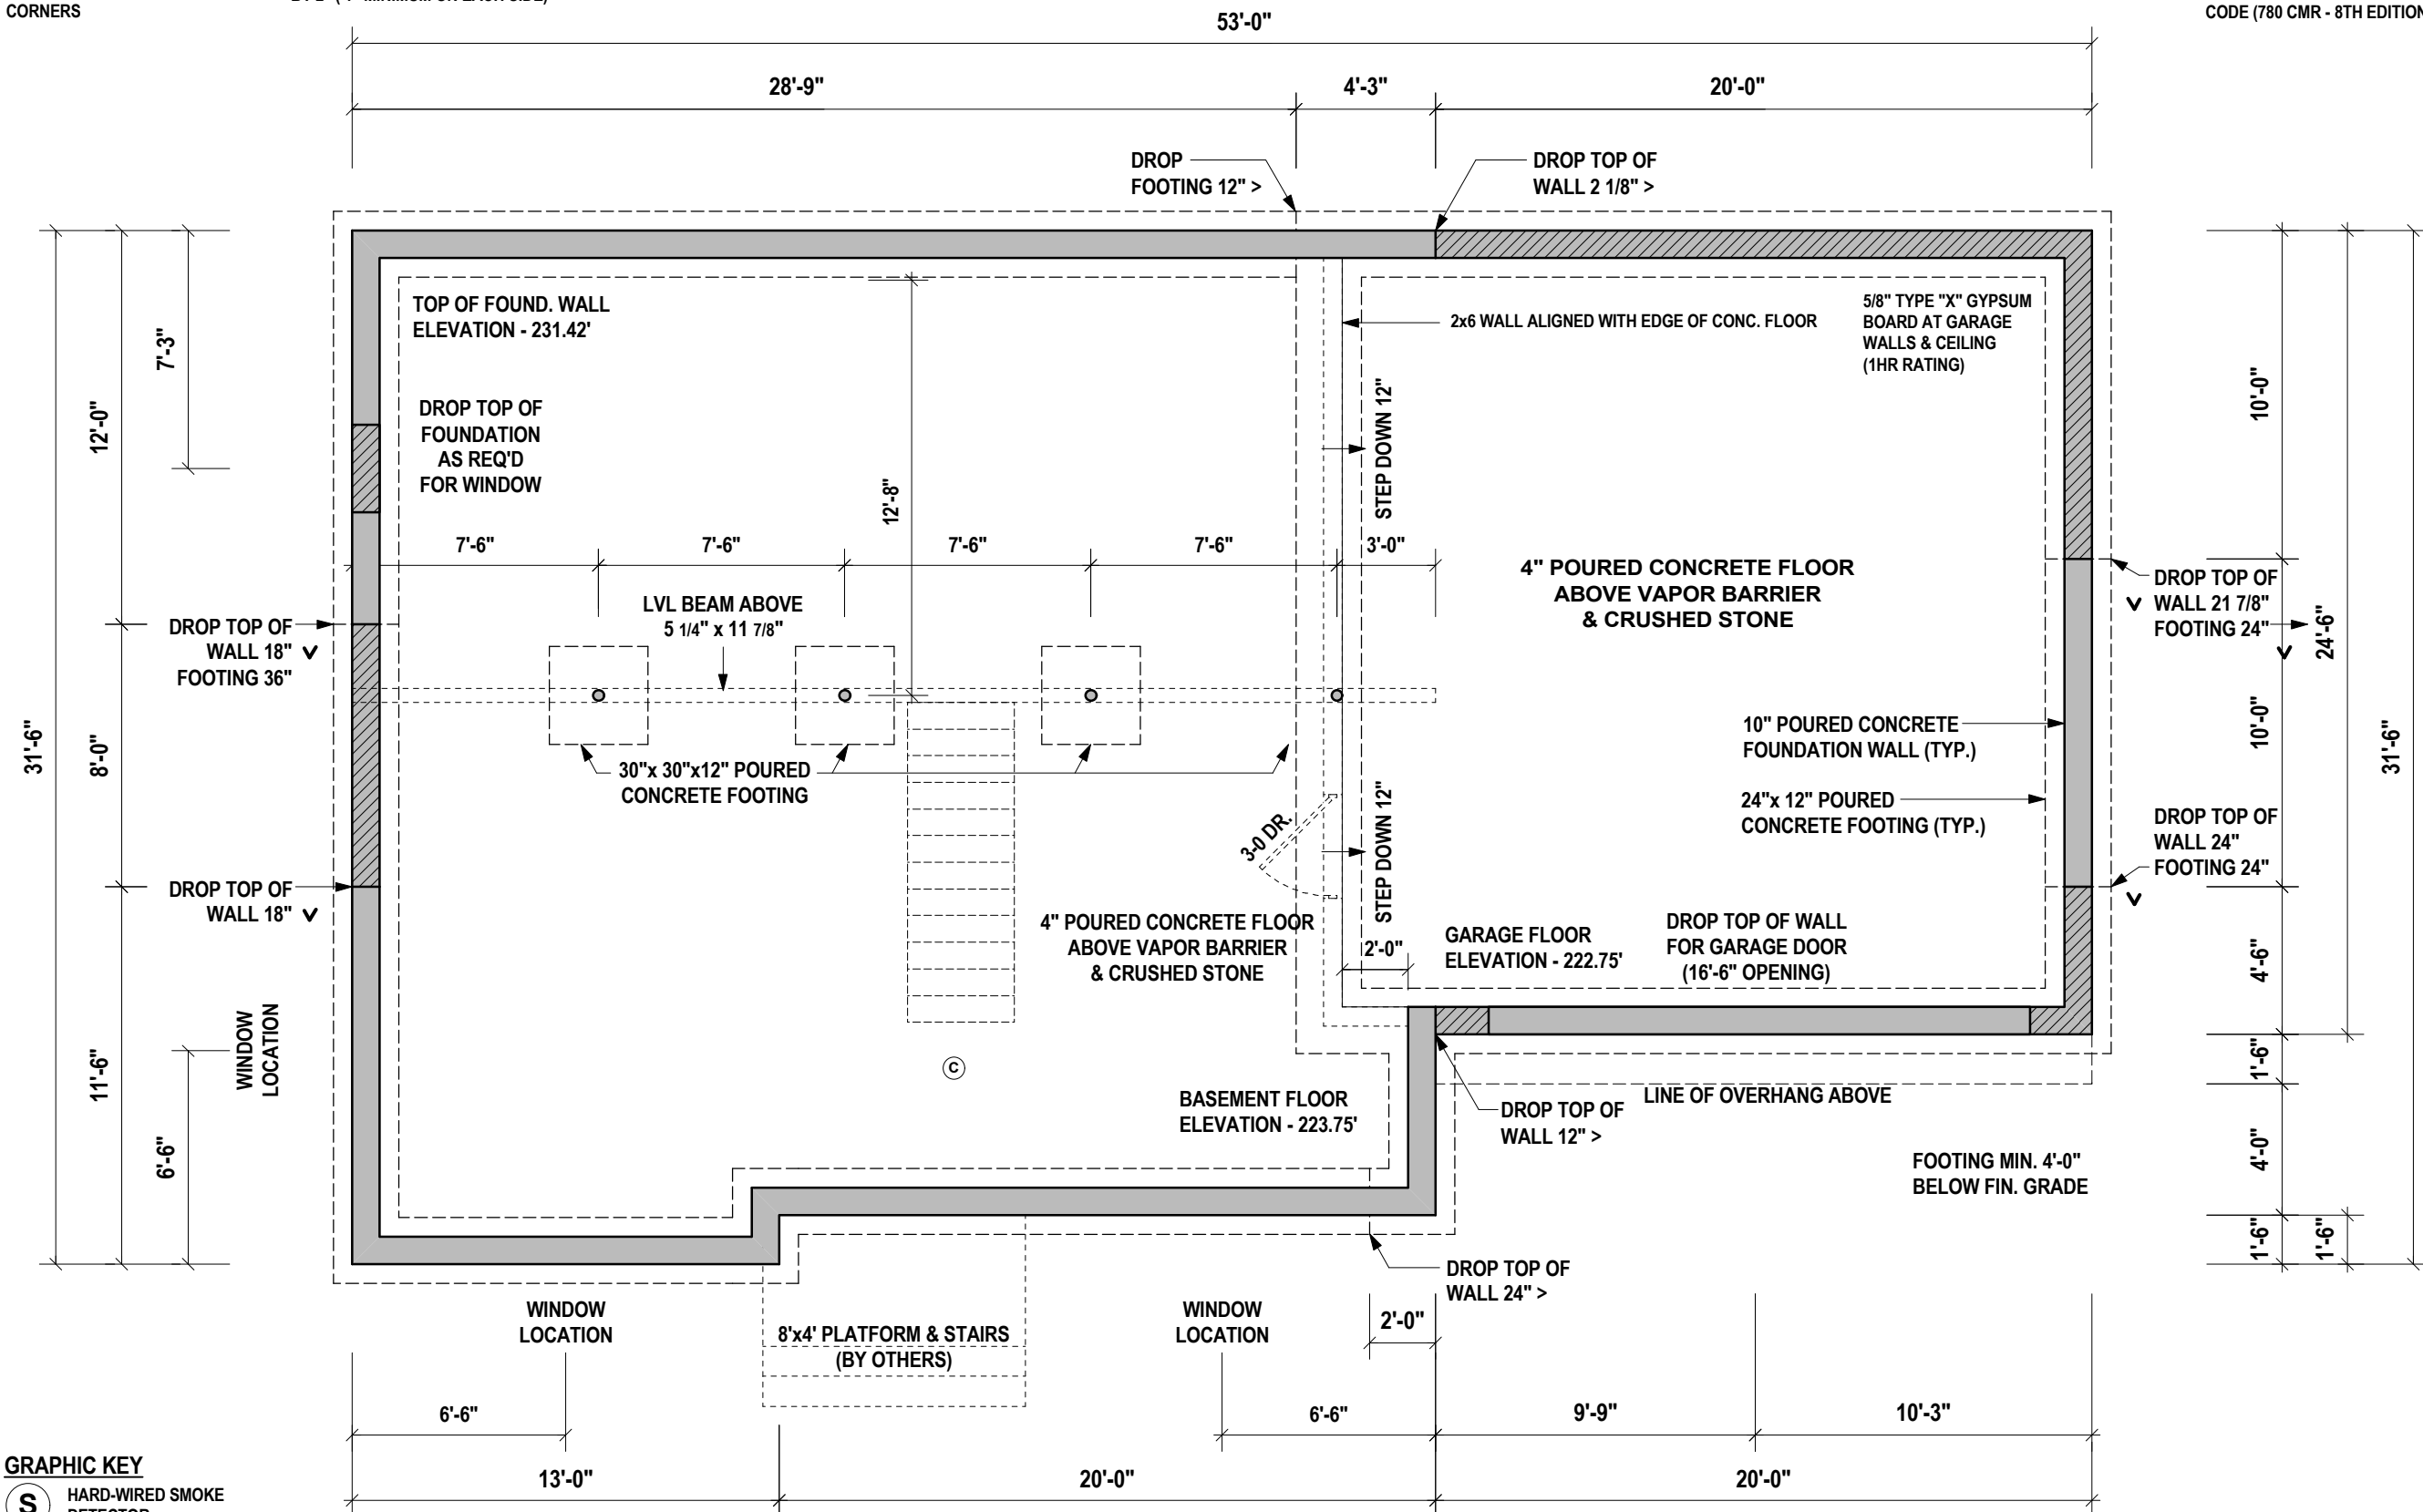 CORNERS
CODE (780 CMR - 8TH EDITION
53'-0"
28'-9"
4'-3"
20'-0"
DROP
FOOTING 12" >
DROP TOP OF
WALL 2 1/8" >
TOP OF FOUND. WALL
ELEVATION - 231.42'
2x6 WALL ALIGNED WITH EDGE OF CONC. FLOOR
5/8" TYPE "X" GYPSUM
BOARD AT GARAGE
WALLS & CEILING
(1HR RATING)
7'-3"
12'-0"
DROP TOP OF
FOUNDATION
AS REQ'D
FOR WINDOW
12'-8"
STEP DOWN 12"
10'-0"
7'-6"
7'-6"
7'-6"
7'-6"
3'-0"
4" POURED CONCRETE FLOOR
ABOVE VAPOR BARRIER
& CRUSHED STONE
LVL BEAM ABOVE
5 1/4" x 11 7/8"
DROP TOP OF
WALL 18"
FOOTING 36"
DROP TOP OF
WALL 21 7/8"
FOOTING 24"
24'-6"
31'-6"
8'-0"
10" POURED CONCRETE
FOUNDATION WALL (TYP.)
10'-0"
31'-6"
30"x 30"x12" POURED
CONCRETE FOOTING
24"x 12" POURED
CONCRETE FOOTING (TYP.)
3-0 DR.
STEP DOWN 12"
DROP TOP OF
WALL 24"
FOOTING 24"
DROP TOP OF
WALL 18"
4" POURED CONCRETE FLOOR
ABOVE VAPOR BARRIER
& CRUSHED STONE
2'-0"
GARAGE FLOOR
ELEVATION - 222.75'
DROP TOP OF WALL
FOR GARAGE DOOR
(16'-6" OPENING)
4'-6"
WINDOW
LOCATION
11'-6"
6'-6"
C
BASEMENT FLOOR
ELEVATION - 223.75'
DROP TOP OF
WALL 12" >
LINE OF OVERHANG ABOVE
1'-6"
FOOTING MIN. 4'-0"
BELOW FIN. GRADE
4'-0"
1'-6"
1'-6"
DROP TOP OF
WALL 24" >
WINDOW
LOCATION
8'x4' PLATFORM & STAIRS
(BY OTHERS)
WINDOW
LOCATION
2'-0"
6'-6"
6'-6"
9'-9"
10'-3"
GRAPHIC KEY
S
HARD-WIRED SMOKE
13'-0"
20'-0"
20'-0"